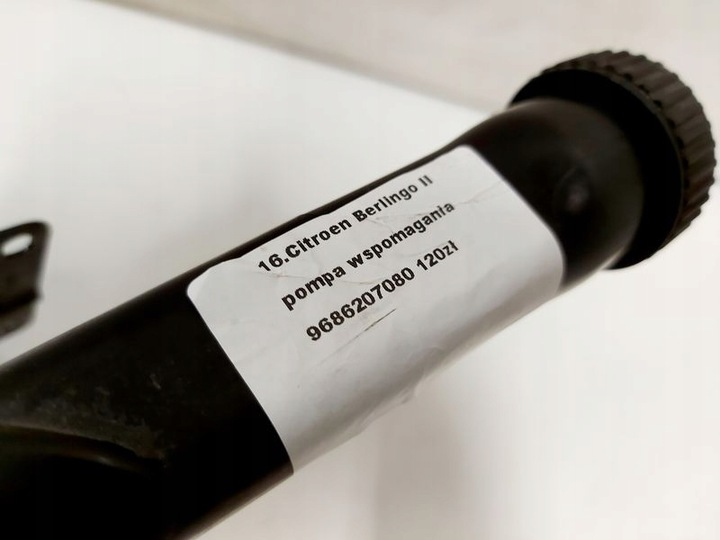 16.Citroen Berlingo II
pompa wspomagania
9686207080 120zł